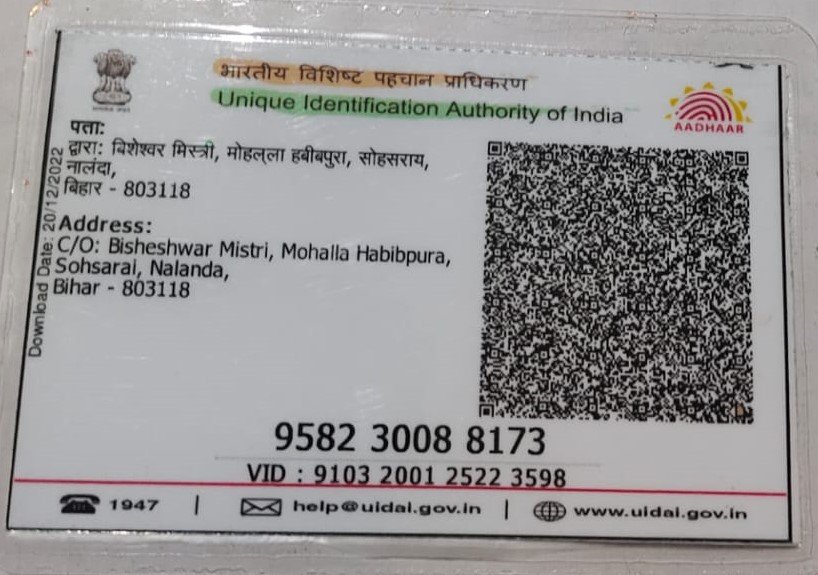 भारतीय विशिष्ट पहचान प्राधिकरण
Unique Identification Authority of India
AADHAAR
पता:
द्वारा: बिशेश्वर मिस्त्री, मोहल्ला हबीबपुरा, सोहसराय,
नालंदा,
बिहार - 803118
Address:
C/O: Bisheshwar Mistri, Mohalla Habibpura,
Sohsarai, Nalanda,
Bihar - 803118
Download Date: 20/12/2022
9582 3008 8173
VID : 9103 2001 2522 3598
1947 | help@uidai.gov.in | www.uidai.gov.in